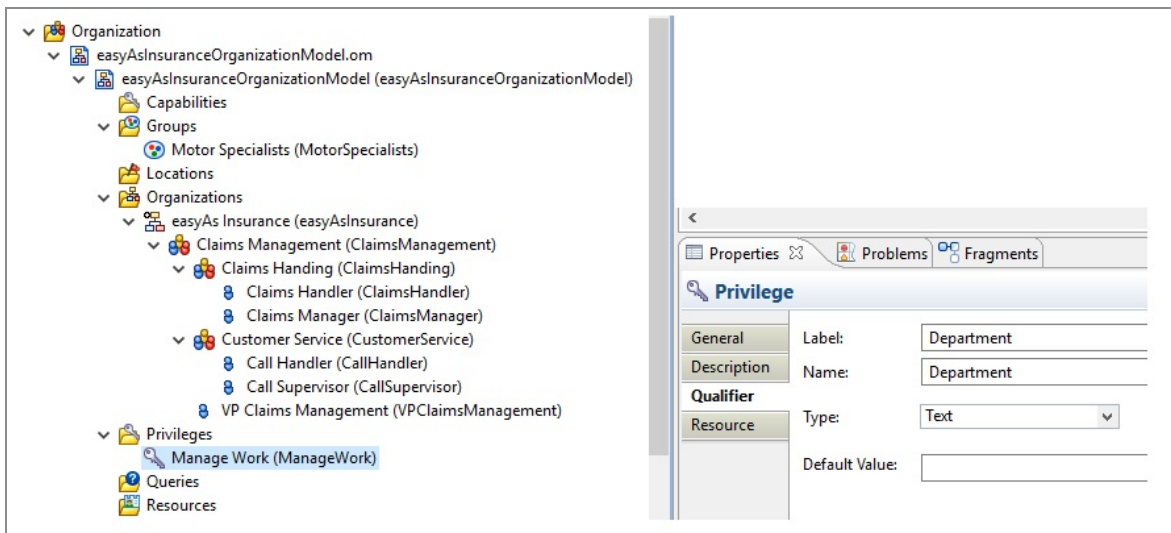 Organization
easyAsInsuranceOrganizationModel.om
easyAsInsuranceOrganizationModel (easyAsInsuranceOrganizationModel)
Capabilities
Groups
Motor Specialists (MotorSpecialists)
Locations
Organizations
easyAs Insurance (easyAsInsurance)
Claims Management (ClaimsManagement)
Claims Handing (ClaimsHanding)
Claims Handler (ClaimsHandler)
Claims Manager (ClaimsManager)
Customer Service (CustomerService)
Call Handler (CallHandler)
Call Supervisor (CallSupervisor)
VP Claims Management (VPClaimsManagement)
Privileges
Manage Work (ManageWork)
Queries
Resources
Properties Problems Fragments
Privilege
General Label: Department
Description Name: Department
Qualifier
Resource Type: Text
Default Value: